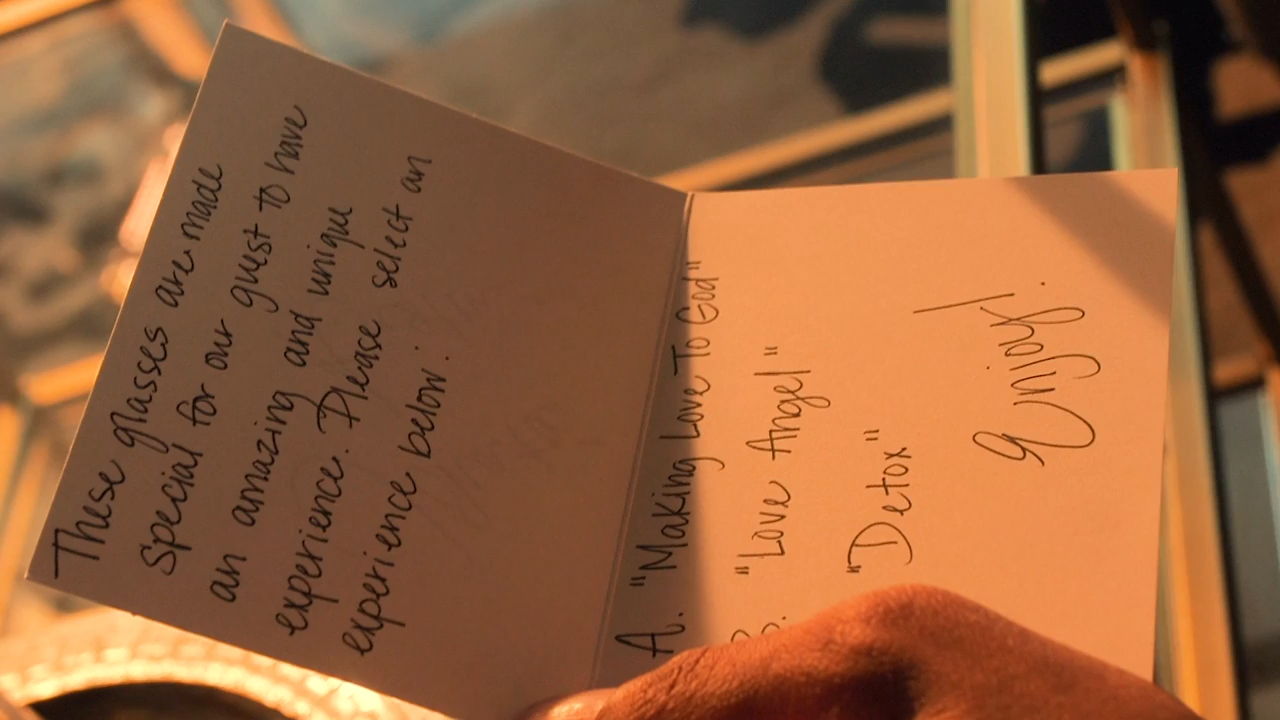 These glasses are made
special for our guest to have
an amazing and unique
experience. Please select an
experience below:
A. "Making Love To God"
B. "Love Angel"
"Detox"
Enjoy!